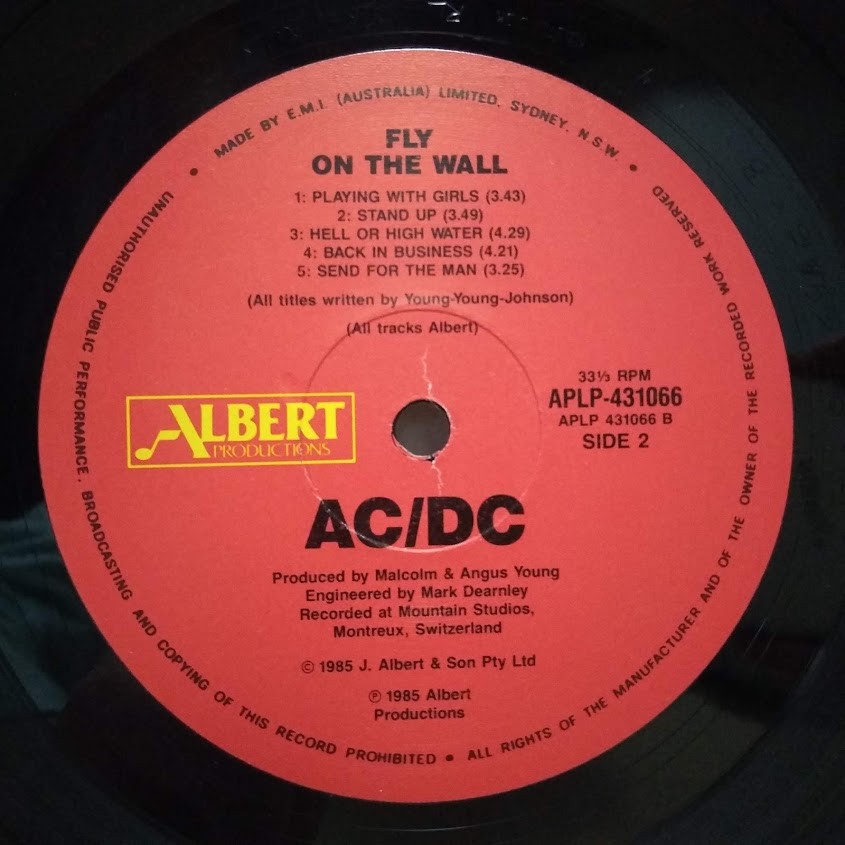 MADE BY E.M.I. (AUSTRALIA) LIMITED. SYDNEY. N.S.W.
FLY
ON THE WALL
1: PLAYING WITH GIRLS (3.43)
2: STAND UP (3.49)
3: HELL OR HIGH WATER (4.29)
4: BACK IN BUSINESS (4.21)
5: SEND FOR THE MAN (3.25)
(All titles written by Young-Young-Johnson)
(All tracks Albert)
33⅓ RPM
APLP-431066
APLP 431066 B
SIDE 2
ALBERT
PRODUCTIONS
AC/DC
Produced by Malcolm & Angus Young
Engineered by Mark Dearnley
Recorded at Mountain Studios,
Montreux, Switzerland
© 1985 J. Albert & Son Pty Ltd
℗ 1985 Albert
Productions
UNAUTHORISED PUBLIC PERFORMANCE. BROADCASTING AND COPYING OF THIS RECORD PROHIBITED • ALL RIGHTS OF THE MANUFACTURER AND OF THE OWNER OF THE RECORDED WORK RESERVED